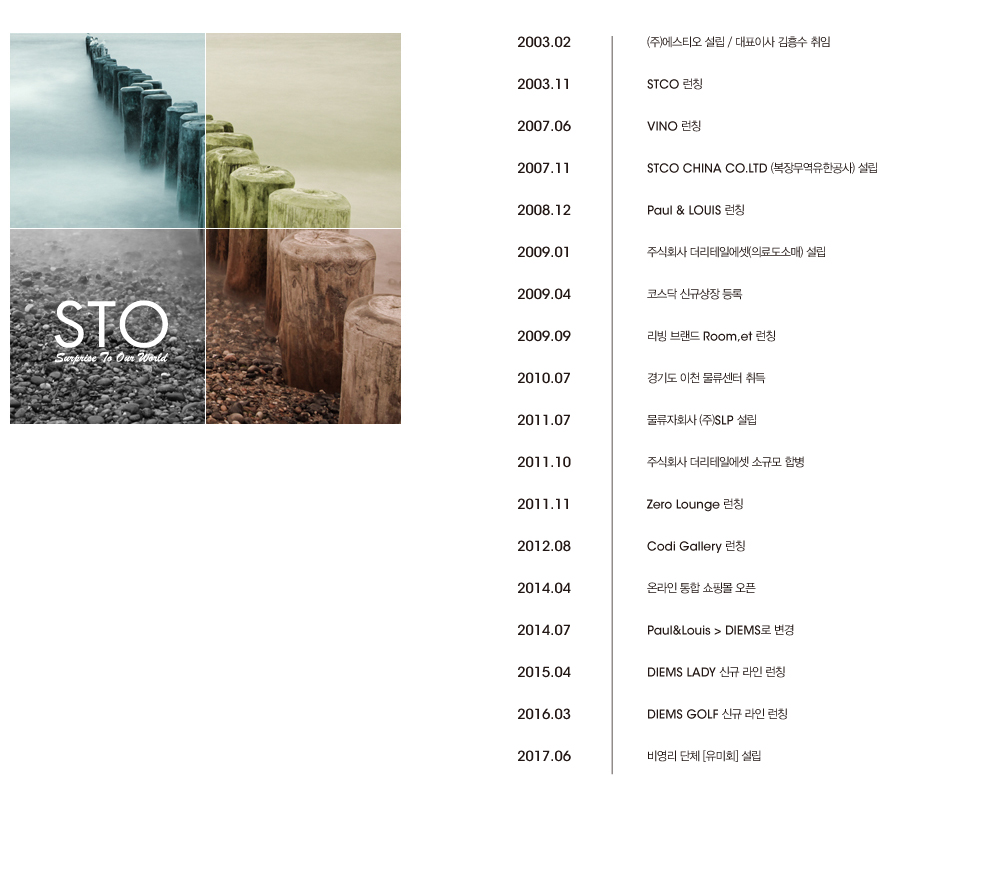 STO
Surprise To Our World
2003.02 (주)에스티오 설립 / 대표이사 김흥수 취임
2003.11 STCO 런칭
2007.06 VINO 런칭
2007.11 STCO CHINA CO.LTD (복장무역유한공사) 설립
2008.12 Paul & LOUIS 런칭
2009.01 주식회사 더리테일에셋(의료도소매) 설립
2009.04 코스닥 신규상장 등록
2009.09 리빙 브랜드 Room,et 런칭
2010.07 경기도 이천 물류센터 취득
2011.07 물류자회사 (주)SLP 설립
2011.10 주식회사 더리테일에셋 소규모 합병
2011.11 Zero Lounge 런칭
2012.08 Codi Gallery 런칭
2014.04 온라인 통합 쇼핑몰 오픈
2014.07 Paul&Louis > DIEMS로 변경
2015.04 DIEMS LADY 신규 라인 런칭
2016.03 DIEMS GOLF 신규 라인 런칭
2017.06 비영리 단체 [유미회] 설립